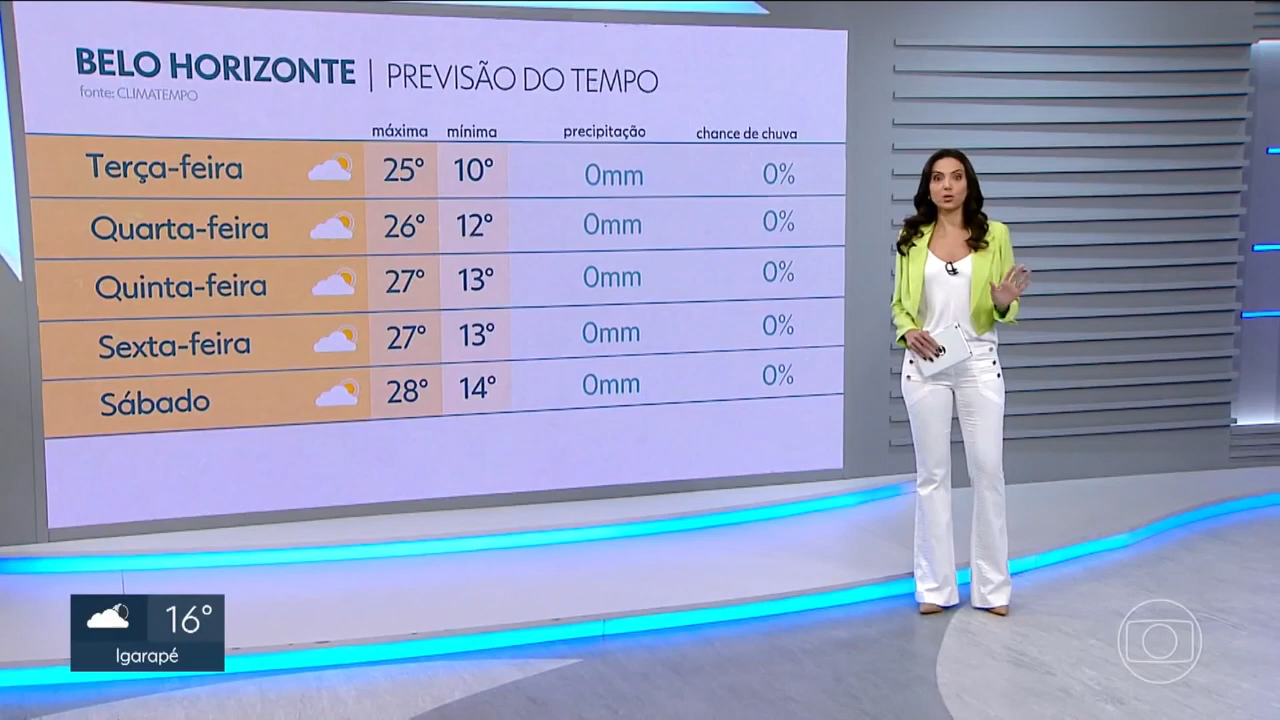 BELO HORIZONTE | PREVISÃO DO TEMPO
fonte: CLIMATEMPO
máxima mínima precipitação chance de chuva
Terça-feira 25° 10° 0mm 0%
Quarta-feira 26° 12° 0mm 0%
Quinta-feira 27° 13° 0mm 0%
Sexta-feira 27° 13° 0mm 0%
Sábado 28° 14° 0mm 0%
16°
Igarapé